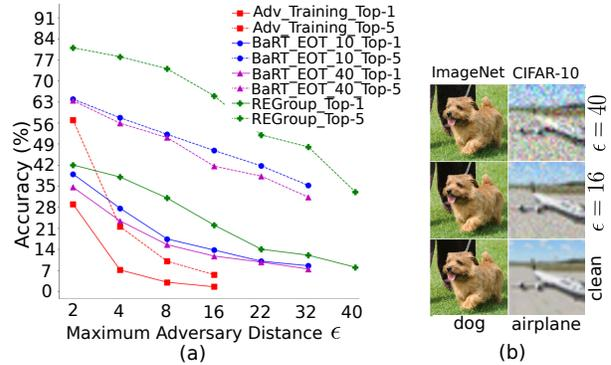 Adv_Training_Top-1
Adv_Training_Top-5
BaRT_EOT_10_Top-1
BaRT_EOT_10_Top-5
BaRT_EOT_40_Top-1
BaRT_EOT_40_Top-5
REGroup_Top-1
REGroup_Top-5
91
84
77
70
63
56
49
42
35
28
21
14
7
0
Accuracy (%)
2 4 8 16 22 32 40
Maximum Adversary Distance ϵ
(a)
ImageNet CIFAR-10
ϵ = 40
ϵ = 16
clean
dog airplane
(b)